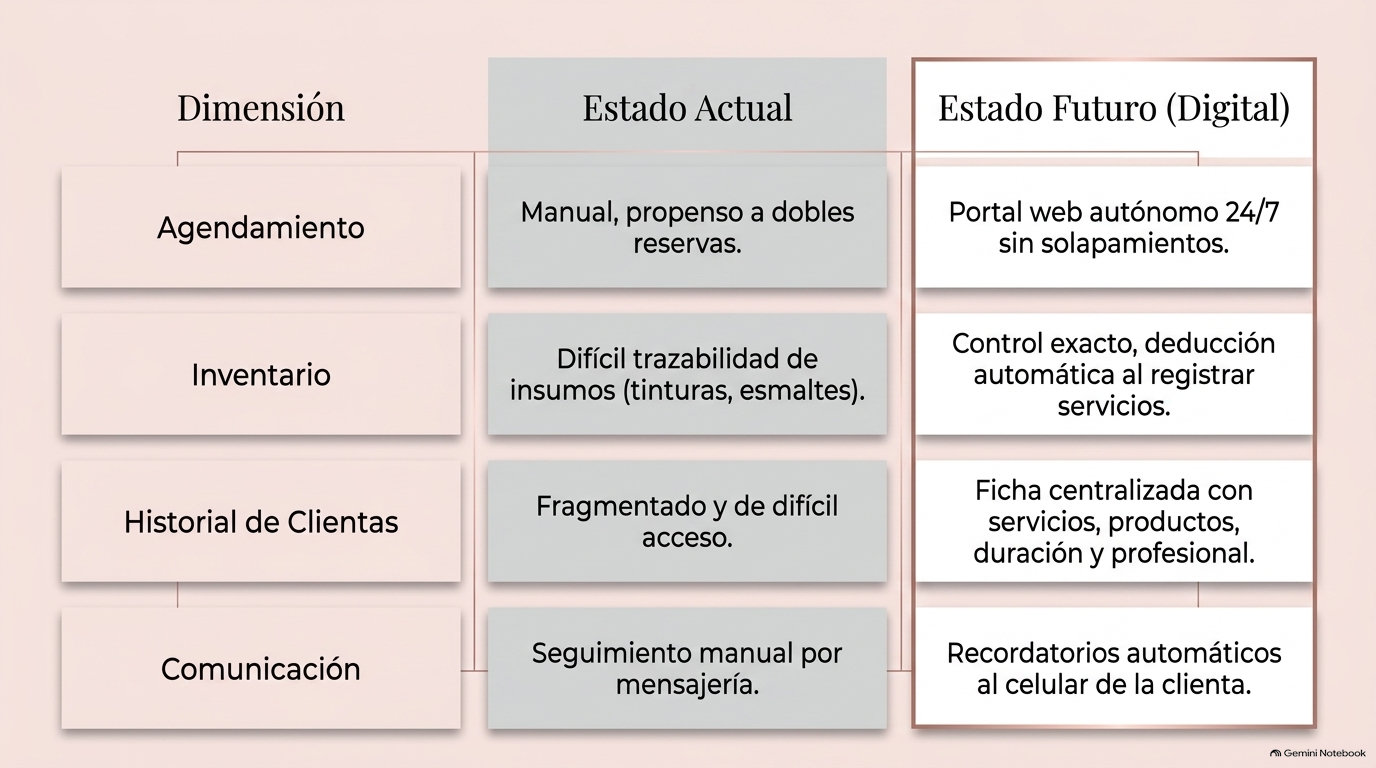 Dimensión
Estado Actual
Estado Futuro (Digital)
Agendamiento
Manual, propenso a dobles
reservas.
Portal web autónomo 24/7
sin solapamientos.
Inventario
Difícil trazabilidad de
insumos (tinturas, esmaltes).
Control exacto, deducción
automática al registrar
servicios.
Historial de Clientas
Fragmentado y de difícil
acceso.
Ficha centralizada con
servicios, productos,
duración y profesional.
Comunicación
Seguimiento manual por
mensajería.
Recordatorios automáticos
al celular de la clienta.
Gemini Notebook